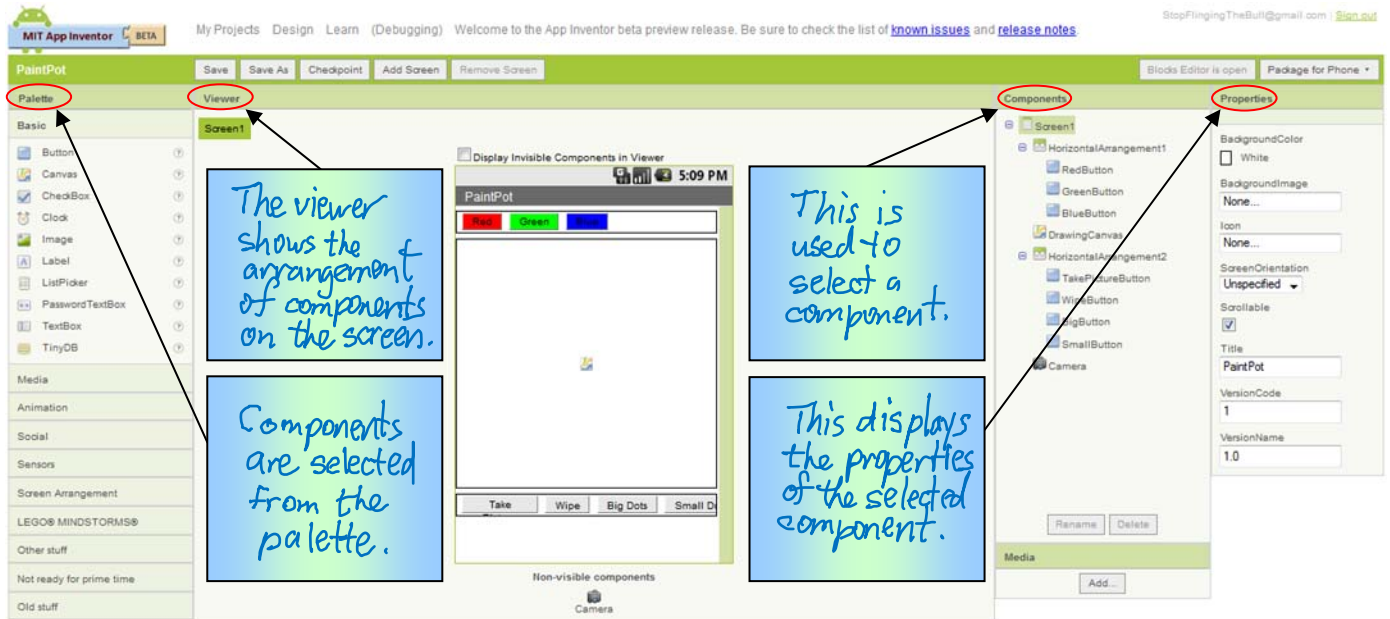 StopFlingingTheBull@gmail.com | Sign out
MIT App Inventor BETA
My Projects Design Learn (Debugging) Welcome to the App Inventor beta preview release. Be sure to check the list of known issues and release notes.
PaintPot
Save Save As Checkpoint Add Screen Remove Screen
Blocks Editor is open Package for Phone
Palette
Basic
Button
Canvas
CheckBox
Clock
Image
Label
ListPicker
PasswordTextBox
TextBox
TinyDB
Media
Animation
Social
Sensors
Screen Arrangement
LEGO® MINDSTORMS®
Other stuff
Not ready for prime time
Old stuff
Viewer
Screen1
The viewer
shows the
arrangement
of components
on the screen.
Components
are selected
from the
palette.
Display Invisible Components in Viewer
5:09 PM
PaintPot
Red Green Blue
Take Wipe Big Dots Small D
Non-visible components
Camera
This is
used to
select a
component.
This displays
the properties
of the selected
component.
Components
Screen1
HorizontalArrangement1
RedButton
GreenButton
BlueButton
DrawingCanvas
HorizontalArrangement2
TakePictureButton
WipeButton
BigButton
SmallButton
Camera
Rename Delete
Media
Add...
Properties
BackgroundColor
White
BackgroundImage
None...
Icon
None...
ScreenOrientation
Unspecified
Scrollable
Title
PaintPot
VersionCode
1
VersionName
1.0